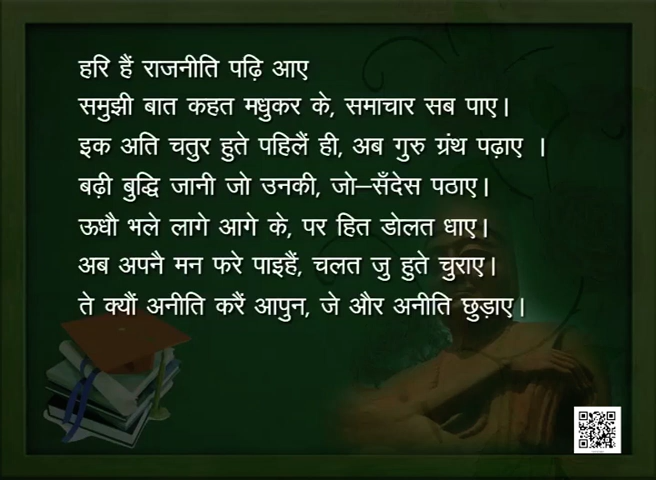 हरि हैं राजनीति पढ़ि आए
समुझी बात कहत मधुकर के, समाचार सब पाए।
इक अति चतुर हुते पहिलैं ही, अब गुरु ग्रंथ पढ़ाए ।
बढ़ी बुद्धि जानी जो उनकी, जो–सँदेस पठाए।
ऊधौ भले लागे आगे के, पर हित डोलत धाए।
अब अपनै मन फरे पाइहैं, चलत जु हुते चुराए।
ते क्यौं अनीति करैं आपुन, जे और अनीति छुड़ाए।